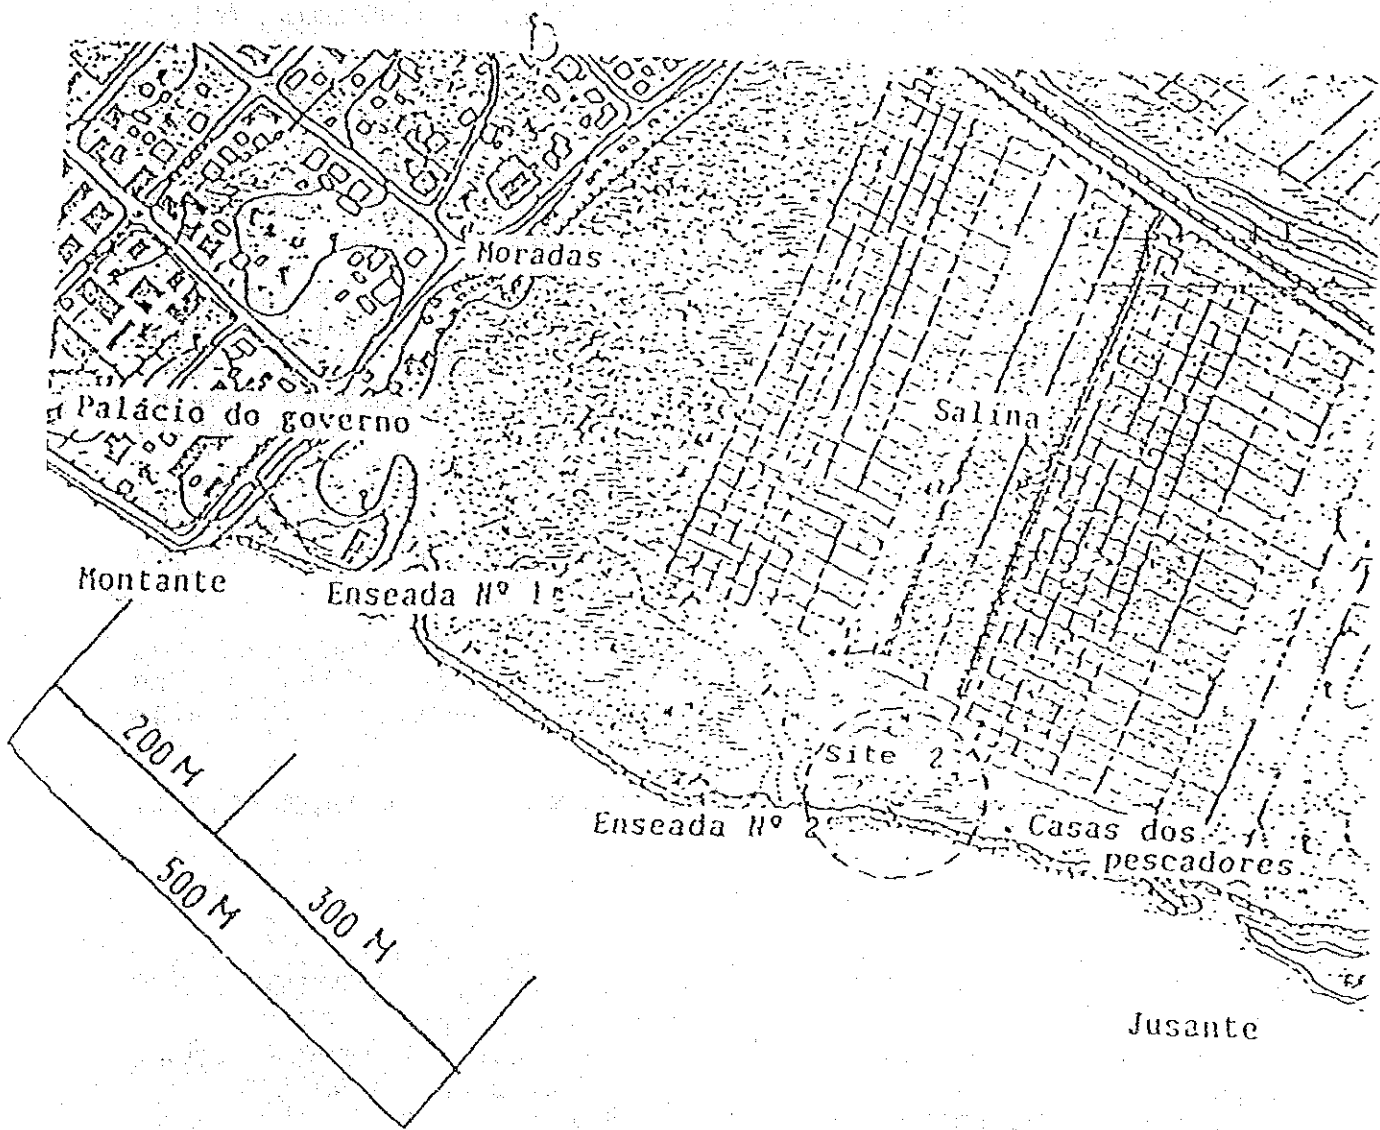 Moradas
Salina
Palácio do governo
Montante
Enseada Nº 1
Site 2
Enseada Nº 2
Casas dos
pescadores
200 M
500 M
300 M
Jusante